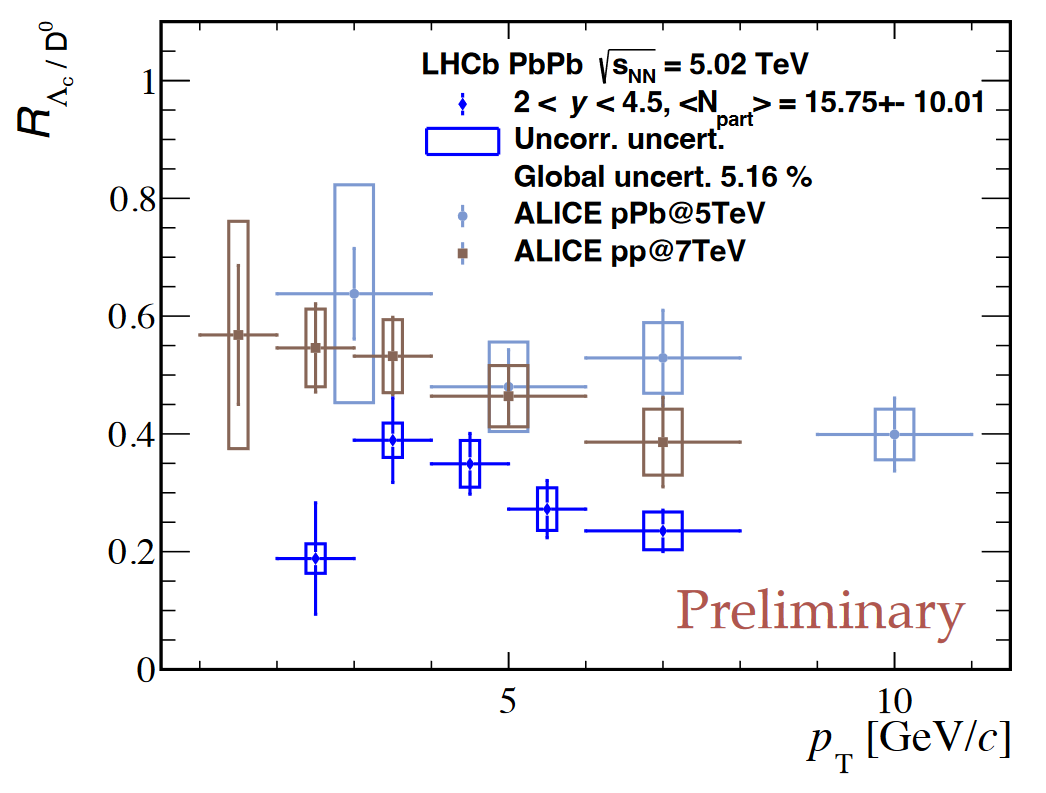 R Λc / D0
LHCb PbPb √sNN = 5.02 TeV
2 < y < 4.5, <Npart> = 15.75+- 10.01
Uncorr. uncert.
Global uncert. 5.16 %
ALICE pPb@5TeV
ALICE pp@7TeV
1
0.8
0.6
0.4
0.2
0
Preliminary
5 10
pT [GeV/c]